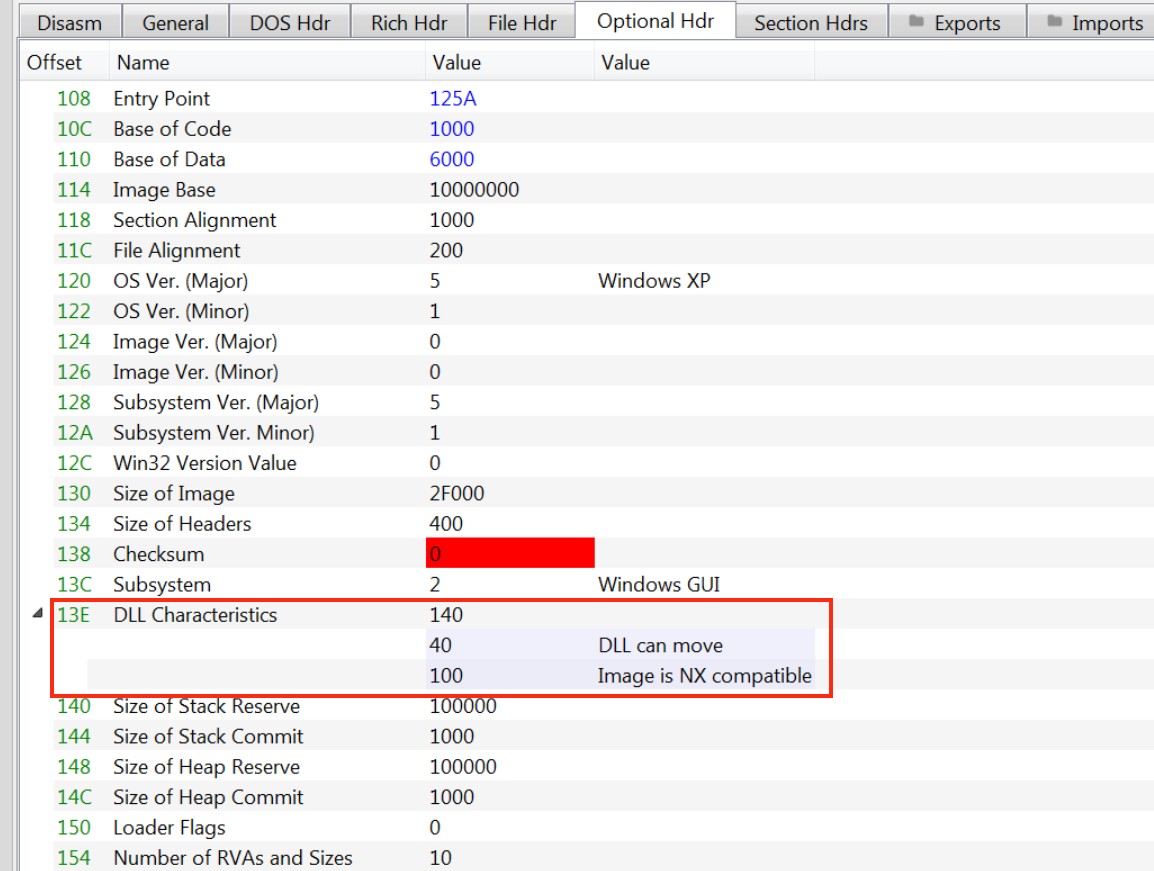 Disasm General DOS Hdr Rich Hdr File Hdr Optional Hdr Section Hdrs Exports Imports
Offset Name Value Value
108 Entry Point 125A
10C Base of Code 1000
110 Base of Data 6000
114 Image Base 10000000
118 Section Alignment 1000
11C File Alignment 200
120 OS Ver. (Major) 5 Windows XP
122 OS Ver. (Minor) 1
124 Image Ver. (Major) 0
126 Image Ver. (Minor) 0
128 Subsystem Ver. (Major) 5
12A Subsystem Ver. Minor) 1
12C Win32 Version Value 0
130 Size of Image 2F000
134 Size of Headers 400
138 Checksum 0
13C Subsystem 2 Windows GUI
13E DLL Characteristics 140
40 DLL can move
100 Image is NX compatible
140 Size of Stack Reserve 100000
144 Size of Stack Commit 1000
148 Size of Heap Reserve 100000
14C Size of Heap Commit 1000
150 Loader Flags 0
154 Number of RVAs and Sizes 10